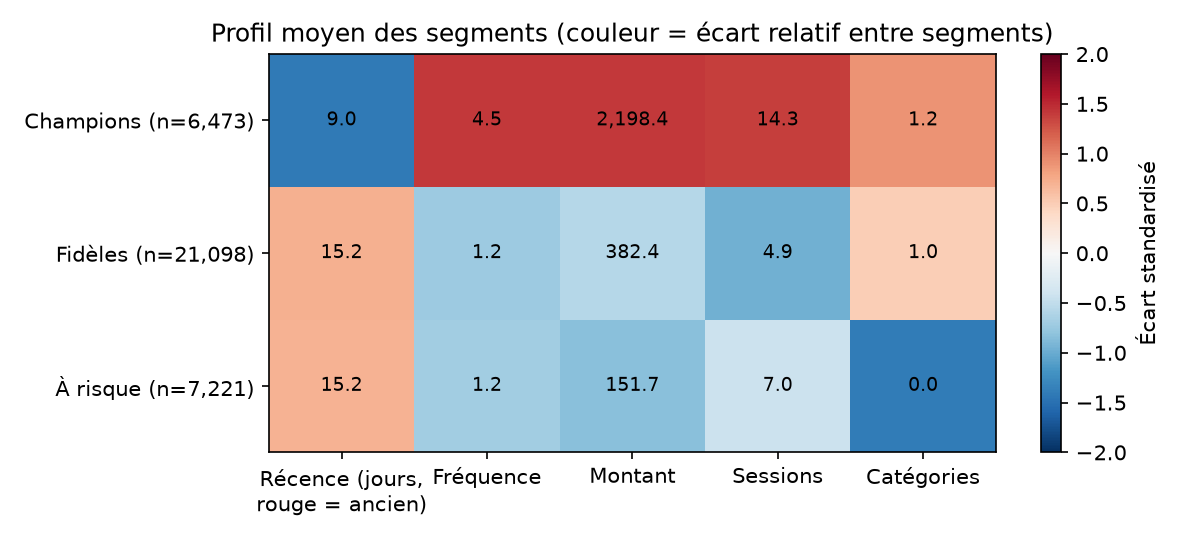 Profil moyen des segments (couleur = écart relatif entre segments)
Champions (n=6,473)
9.0
4.5
2,198.4
14.3
1.2
Fidèles (n=21,098)
15.2
1.2
382.4
4.9
1.0
À risque (n=7,221)
15.2
1.2
151.7
7.0
0.0
Récence (jours,
rouge = ancien)
Fréquence
Montant
Sessions
Catégories
2.0
1.5
1.0
0.5
0.0
−0.5
−1.0
−1.5
−2.0
Écart standardisé